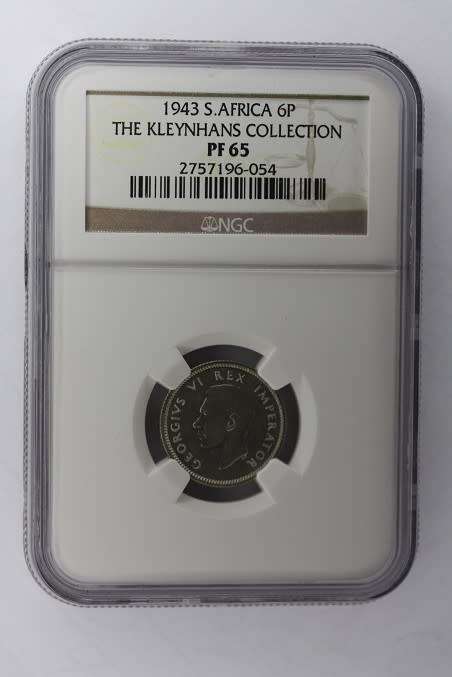 1943 S.AFRICA 6P
THE KLEYNHANS COLLECTION
PF 65
2757196-054
NGC
GEORGIVS VI REX IMPERATOR